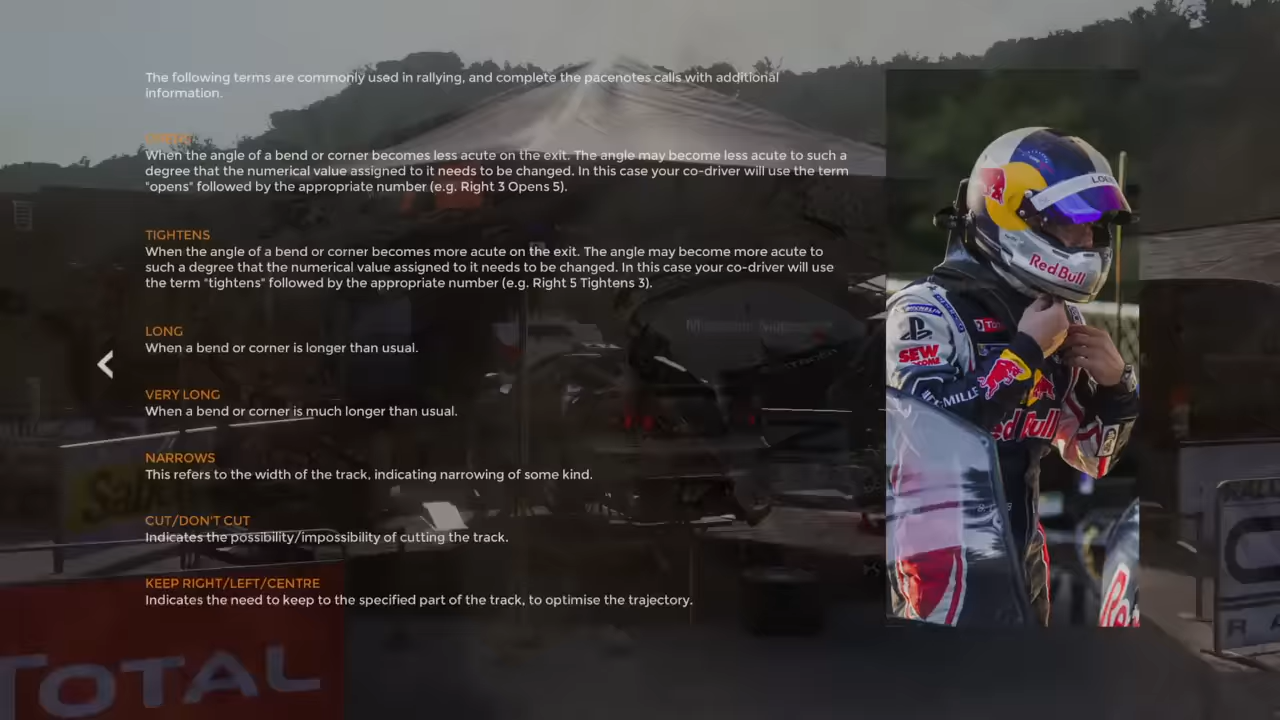 The following terms are commonly used in rallying, and complete the pacenotes calls with additional
information.
When the angle of a bend or corner becomes less acute on the exit. The angle may become less acute to such a
degree that the numerical value assigned to it needs to be changed. In this case your co-driver will use the term
"opens" followed by the appropriate number (e.g. Right 3 Opens 5).
TIGHTENS
When the angle of a bend or corner becomes more acute on the exit. The angle may become more acute to
such a degree that the numerical value assigned to it needs to be changed. In this case your co-driver will use
the term "tightens" followed by the appropriate number (e.g. Right 5 Tightens 3).
LONG
When a bend or corner is longer than usual.
VERY LONG
When a bend or corner is much longer than usual.
NARROWS
This refers to the width of the track, indicating narrowing of some kind.
CUT/DON'T CUT
Indicates the possibility/impossibility of cutting the track.
KEEP RIGHT/LEFT/CENTRE
Indicates the need to keep to the specified part of the track, to optimise the trajectory.
Red Bull
SEW
ed Bull
TOTAL